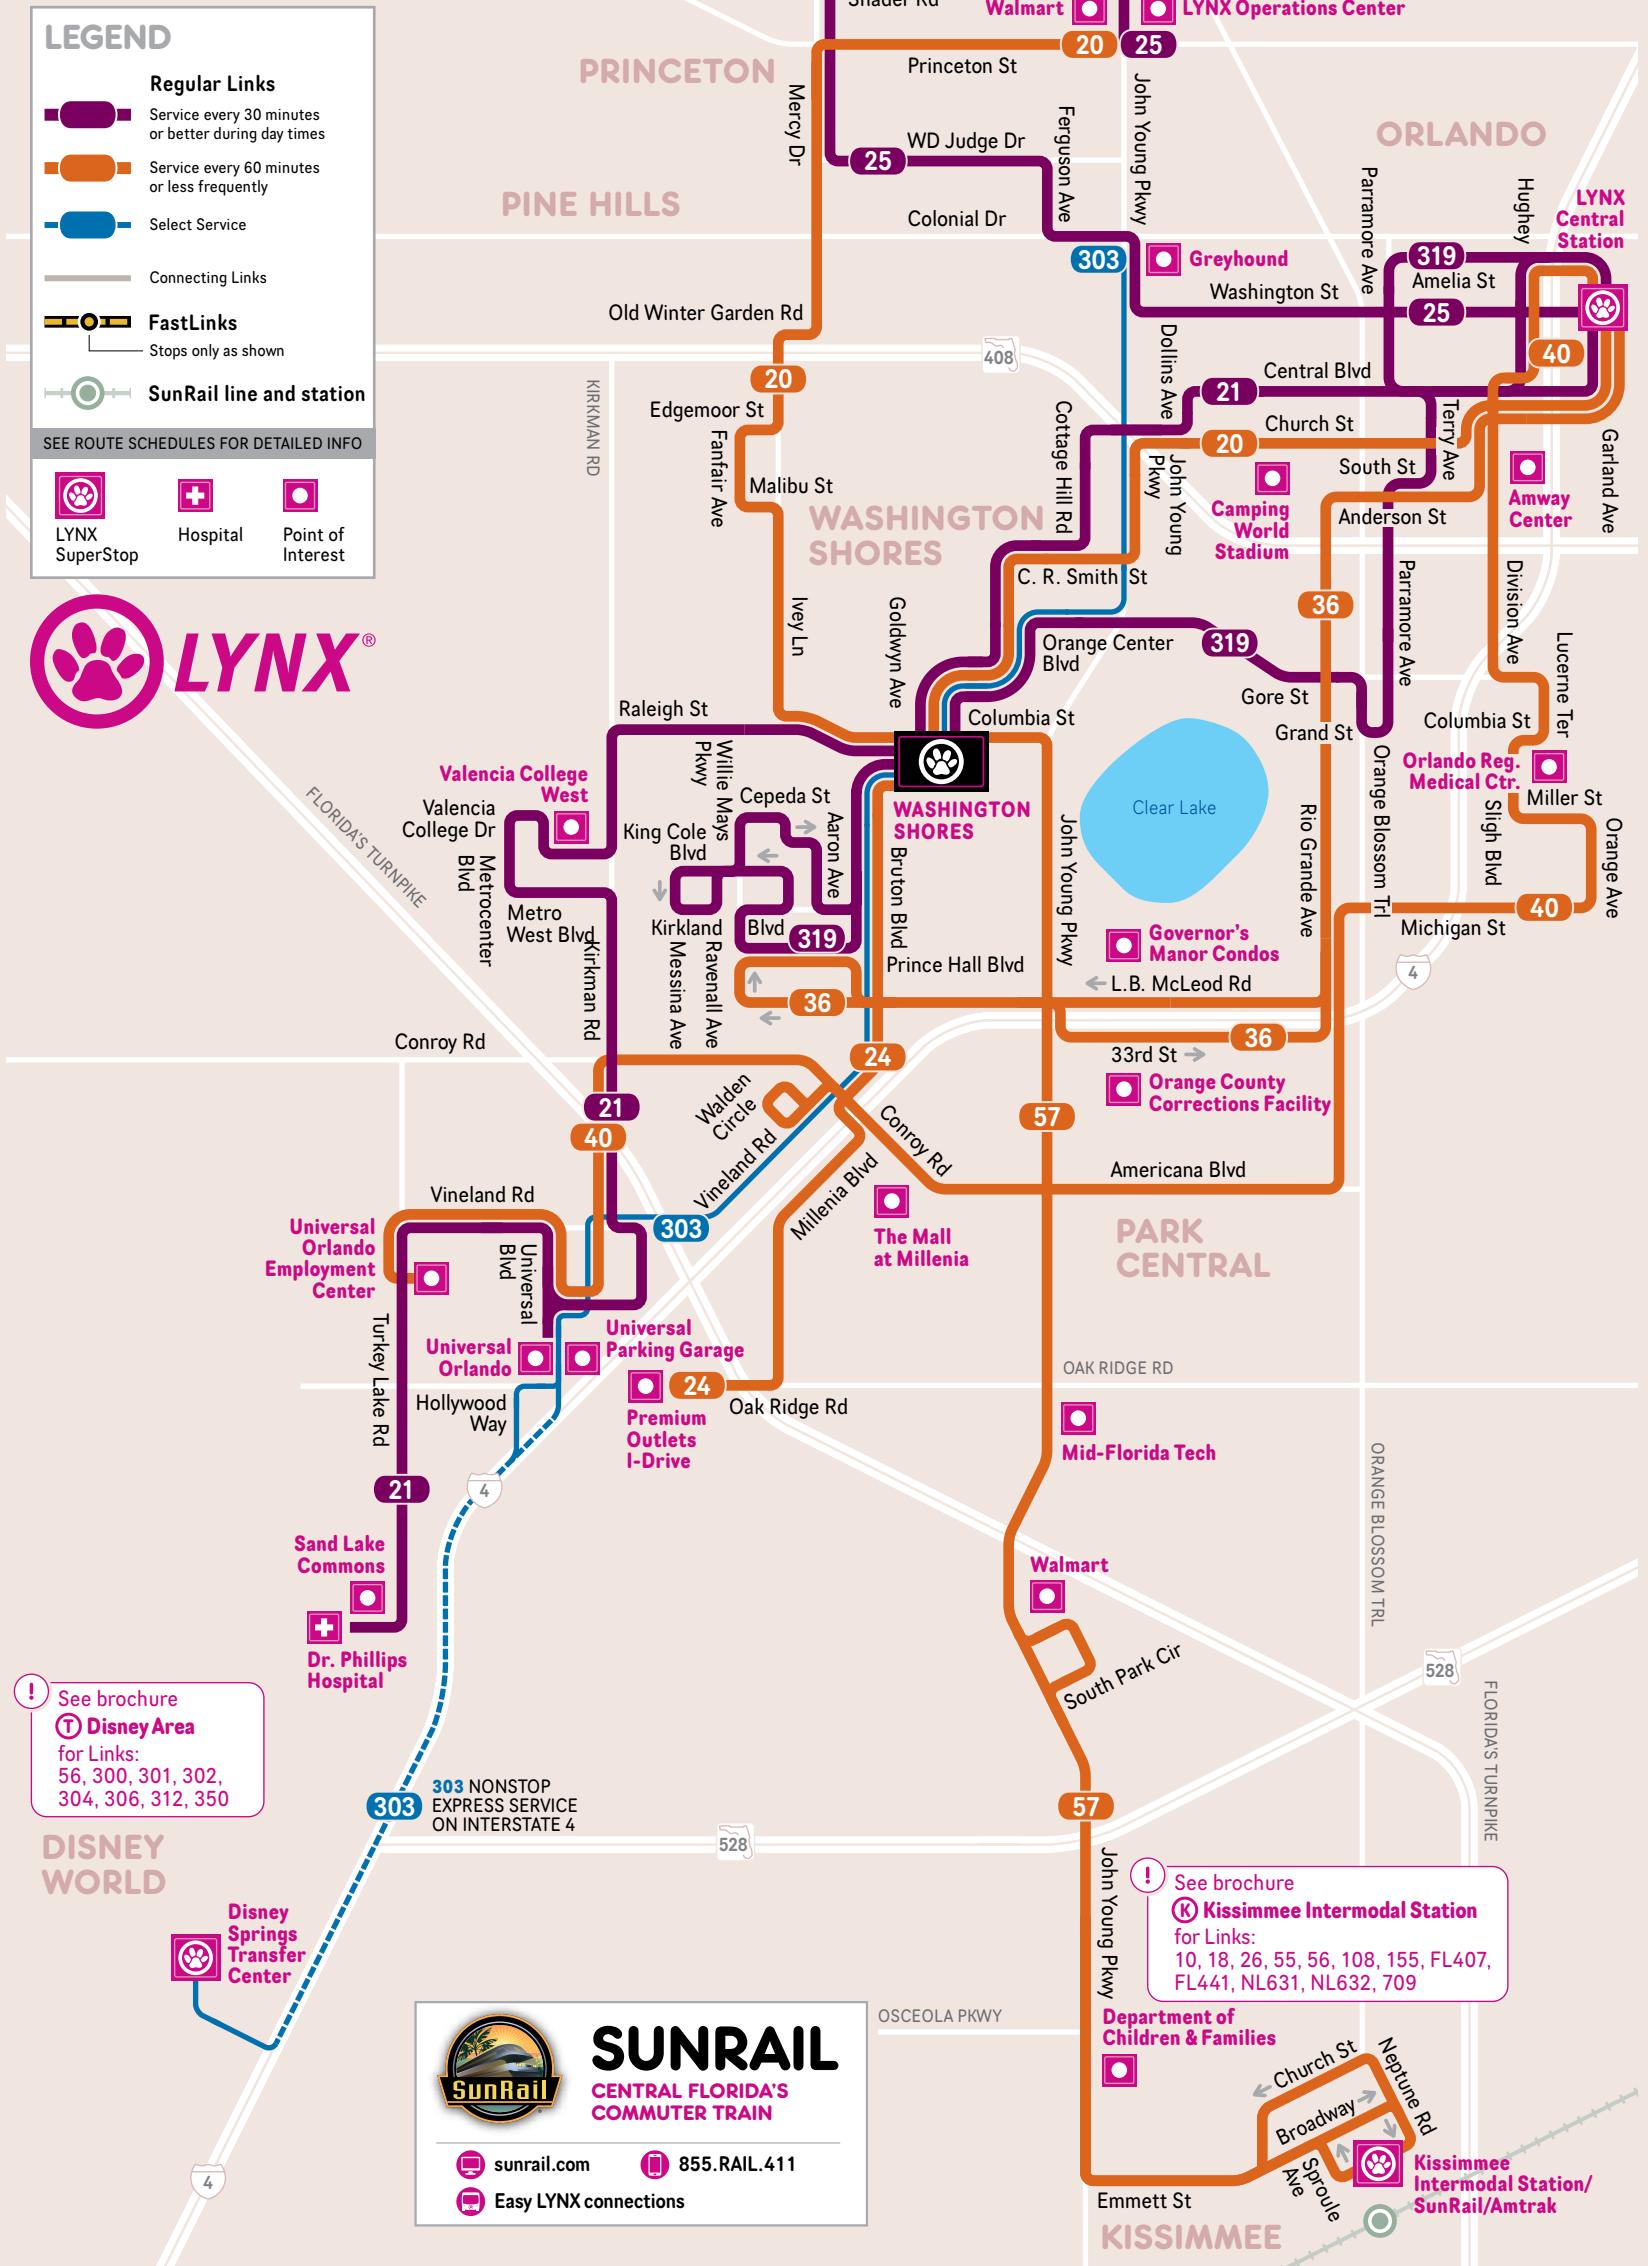 LEGEND
Regular Links
Service every 30 minutes
or better during day times
Service every 60 minutes
or less frequently
Select Service
Connecting Links
FastLinks
Stops only as shown
SunRail line and station
SEE ROUTE SCHEDULES FOR DETAILED INFO
LYNX
SuperStop
Hospital
Point of
Interest
LYNX®
Shader Rd
Walmart
LYNX Operations Center
20
25
PRINCETON
Princeton St
Mercy Dr
John Young Pkwy
Ferguson Ave
ORLANDO
WD Judge Dr
25
PINE HILLS
Colonial Dr
Parramore Ave
Hughey
LYNX
Central
Station
303
Greyhound
319
Amelia St
Washington St
25
Old Winter Garden Rd
408
40
Dollins Ave
20
Central Blvd
21
KIRKMAN RD
Edgemoor St
Fanfair Ave
Cottage Hill Rd
Church St
20
Terry Ave
Garland Ave
John Young
Pkwy
South St
Malibu St
Camping
World
Stadium
Anderson St
Amway
Center
WASHINGTON
SHORES
C. R. Smith St
Parramore Ave
Division Ave
36
Ivey Ln
Goldwyn Ave
Orange Center
Blvd
319
Lucerne Ter
Gore St
Raleigh St
Columbia St
Grand St
Columbia St
Willie Mays
Pkwy
Orange Blossom Trl
Orlando Reg.
Medical Ctr.
Valencia College
West
Valencia
College Dr
Cepeda St
WASHINGTON
SHORES
Clear Lake
Miller St
King Cole
Blvd
Aaron Ave
Bruton Blvd
John Young Pkwy
Rio Grande Ave
Sligh Blvd
Orange Ave
Metrocenter
Blvd
Metro
West Blvd
Kirkland
Blvd
319
40
Michigan St
Kirkman Rd
Messina Ave
Ravenall Ave
Governor's
Manor Condos
Prince Hall Blvd
L.B. McLeod Rd
4
36
FLORIDA'S TURNPIKE
Conroy Rd
24
36
33rd St
Orange County
Corrections Facility
Walden
Circle
21
57
40
Conroy Rd
Vineland Rd
Millenia Blvd
Americana Blvd
Vineland Rd
The Mall
at Millenia
303
PARK
CENTRAL
Universal
Orlando
Employment
Center
Universal
Blvd
Turkey Lake Rd
Universal
Orlando
Universal
Parking Garage
OAK RIDGE RD
24
Oak Ridge Rd
Hollywood
Way
Premium
Outlets
I-Drive
Mid-Florida Tech
ORANGE BLOSSOM TRL
21
4
Sand Lake
Commons
Walmart
Dr. Phillips
Hospital
South Park Cir
528
FLORIDA'S TURNPIKE
!
See brochure
T Disney Area
for Links:
56, 300, 301, 302,
304, 306, 312, 350
303
303 NONSTOP
EXPRESS SERVICE
ON INTERSTATE 4
57
528
DISNEY
WORLD
John Young Pkwy
!
See brochure
K Kissimmee Intermodal Station
for Links:
10, 18, 26, 55, 56, 108, 155, FL407,
FL441, NL631, NL632, 709
Disney
Springs
Transfer
Center
OSCEOLA PKWY
Department of
Children & Families
SunRail
SUNRAIL
CENTRAL FLORIDA'S
COMMUTER TRAIN
sunrail.com
855.RAIL.411
Easy LYNX connections
Church St
Neptune Rd
Broadway
Sproule
Ave
Kissimmee
Intermodal Station/
SunRail/Amtrak
4
Emmett St
KISSIMMEE